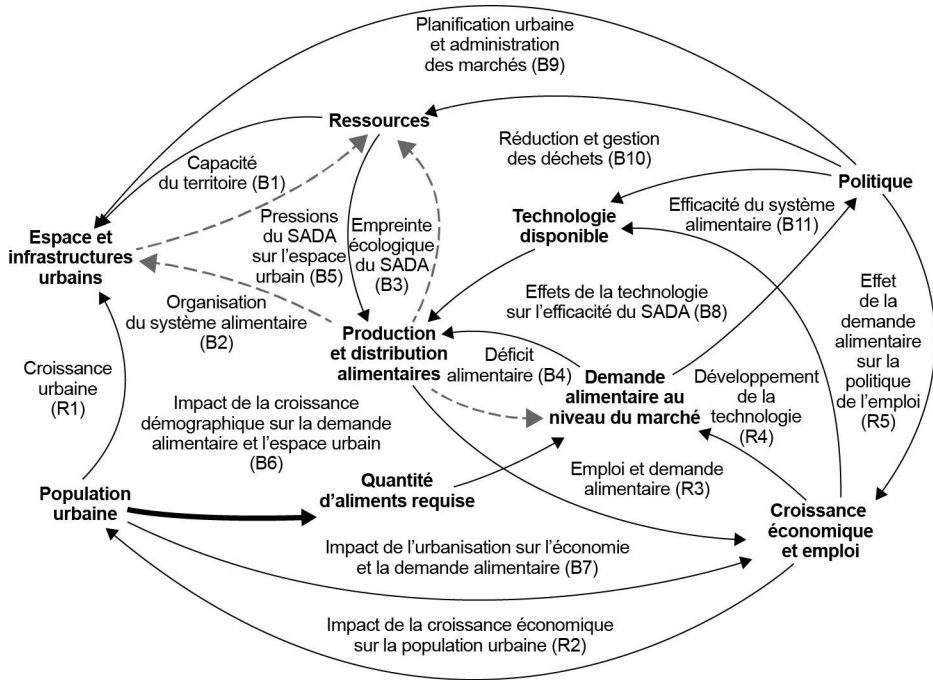 Planification urbaine
et administration
des marchés (B9)
Ressources
Réduction et gestion
des déchets (B10)
Capacité
du territoire (B1)
Politique
Technologie
disponible
Efficacité du système
alimentaire (B11)
Espace et
infrastructures
urbains
Pressions
du SADA
sur l’espace
urbain (B5)
Empreinte
écologique
du SADA
(B3)
Organisation
du système alimentaire
(B2)
Effets de la technologie
sur l’efficacité du SADA (B8)
Effet
de la
demande
alimentaire
sur la
politique
de l’emploi
(R5)
Production
et distribution
alimentaires
Déficit
alimentaire (B4)
Croissance
urbaine
(R1)
Demande
alimentaire au
niveau du marché
Développement
de la
technologie
(R4)
Impact de la croissance
démographique sur la demande
alimentaire et l’espace urbain
(B6)
Emploi et demande
alimentaire (R3)
Population
urbaine
Quantité
d’aliments requise
Croissance
économique
et emploi
Impact de l’urbanisation sur l’économie
et la demande alimentaire (B7)
Impact de la croissance économique
sur la population urbaine (R2)